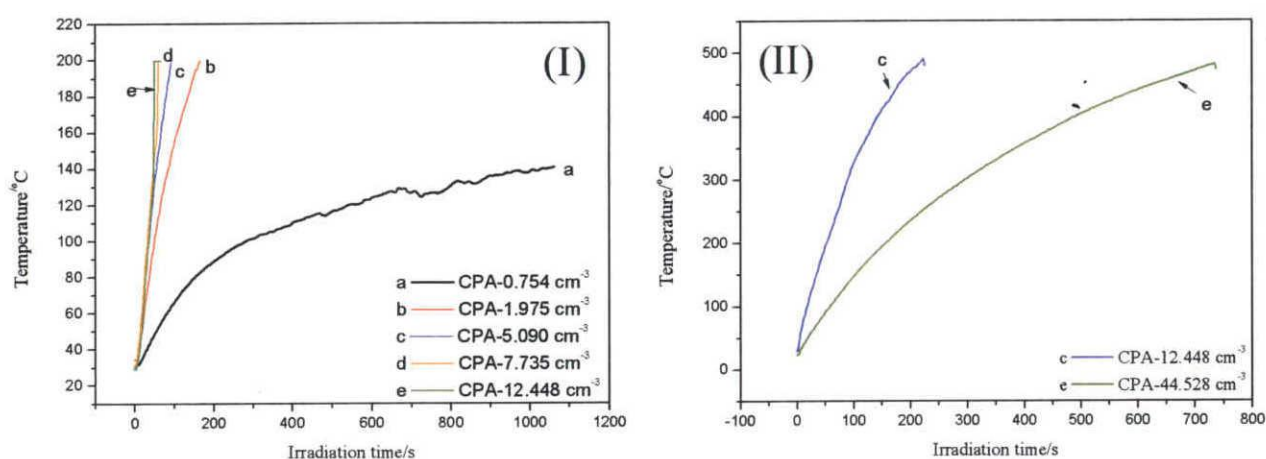 (I)
220
200
180
160
140
120
100
80
60
40
20
Temperature/°C
d
c
b
e
a
a CPA-0.754 cm-3
b CPA-1.975 cm-3
c CPA-5.090 cm-3
d CPA-7.735 cm-3
e CPA-12.448 cm-3
0 200 400 600 800 1000 1200
Irradiation time/s
(II)
500
400
300
200
100
0
Temperature/°C
c
e
c CPA-12.448 cm-3
e CPA-44.528 cm-3
-100 0 100 200 300 400 500 600 700 800
Irradiation time/s